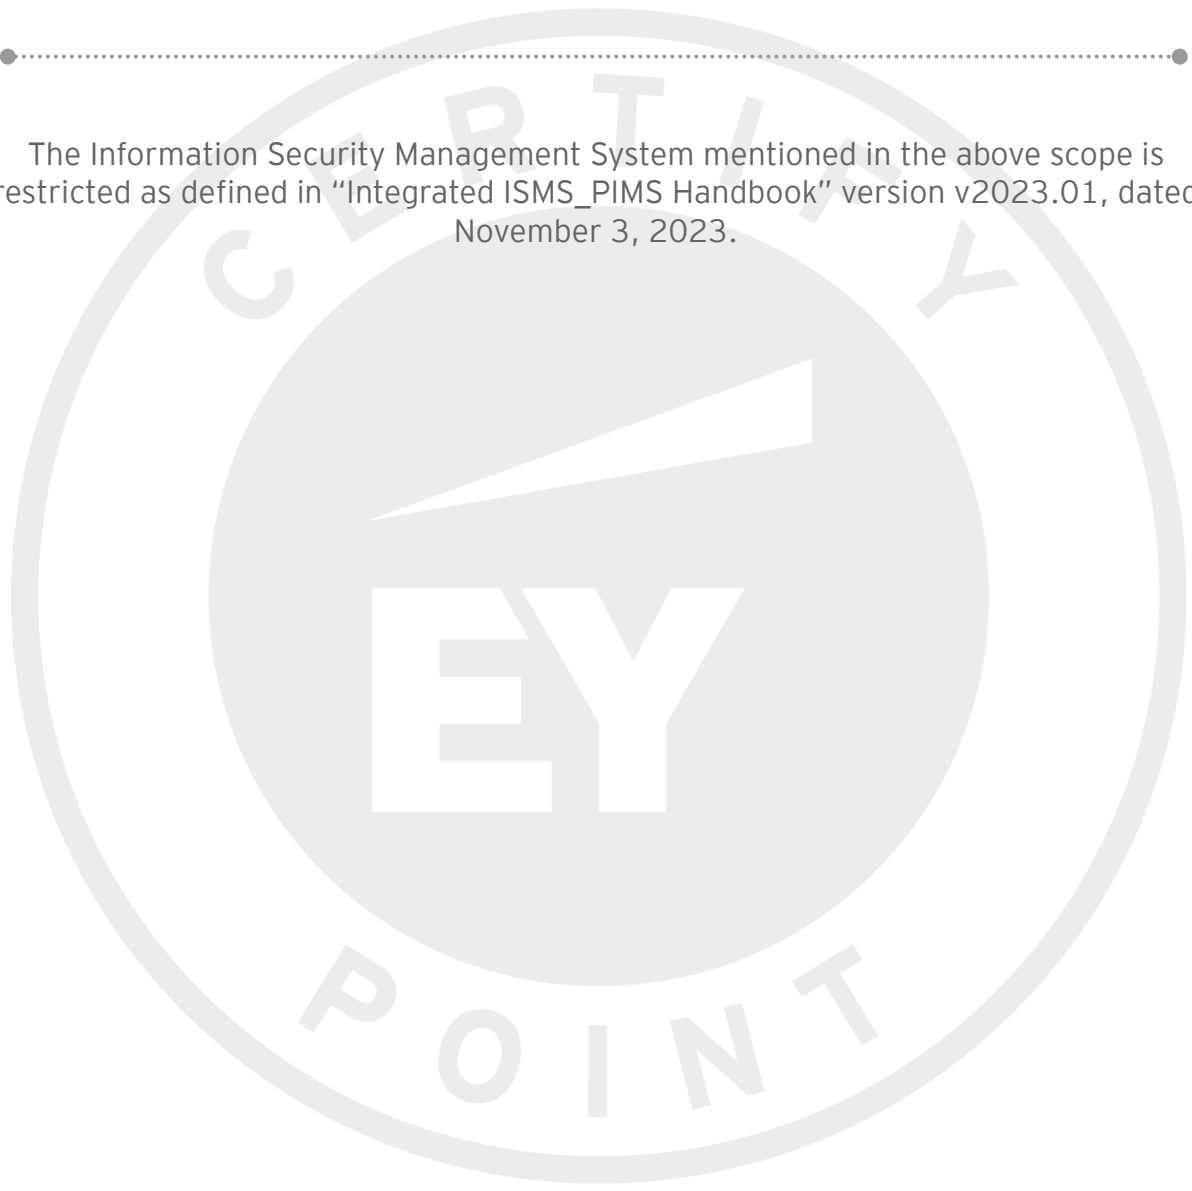 CERTIFY
The Information Security Management System mentioned in the above scope is
restricted as defined in “Integrated ISMS_PIMS Handbook” version v2023.01, dated
November 3, 2023.
EY
POINT